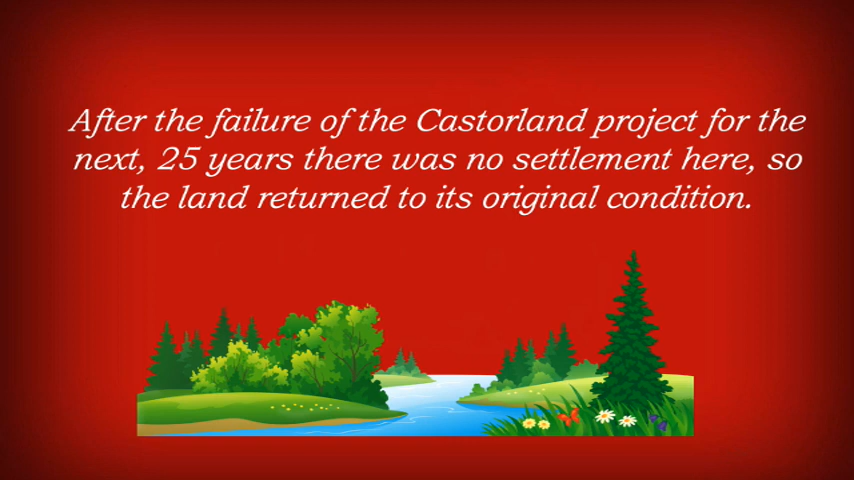 After the failure of the Castorland project for the
next, 25 years there was no settlement here, so
the land returned to its original condition.